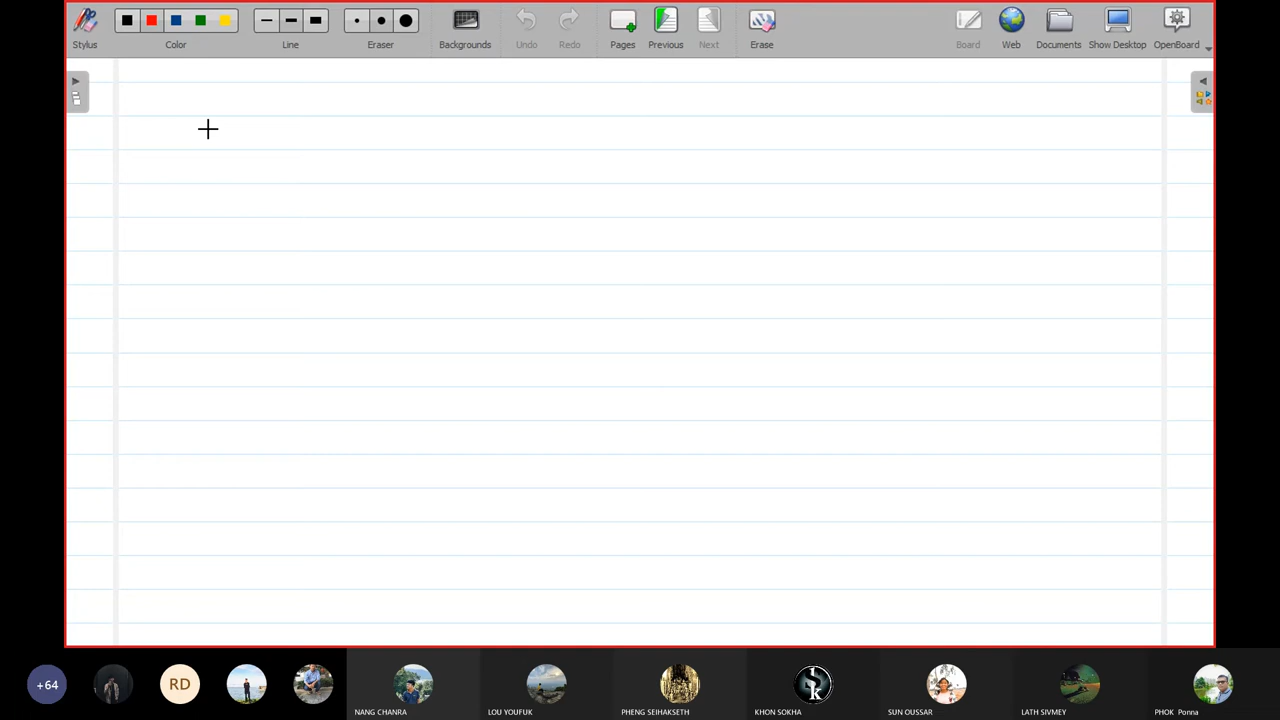 Stylus Color Line Eraser Backgrounds Undo Redo Pages Previous Next Erase Board Web Documents Show Desktop OpenBoard
+64 RD k
NANG CHANRA LOU YOUFUK PHENG SEIHAKSETH KHON SOKHA SUN OUSSAR LATH SIVMEY PHOK Ponna